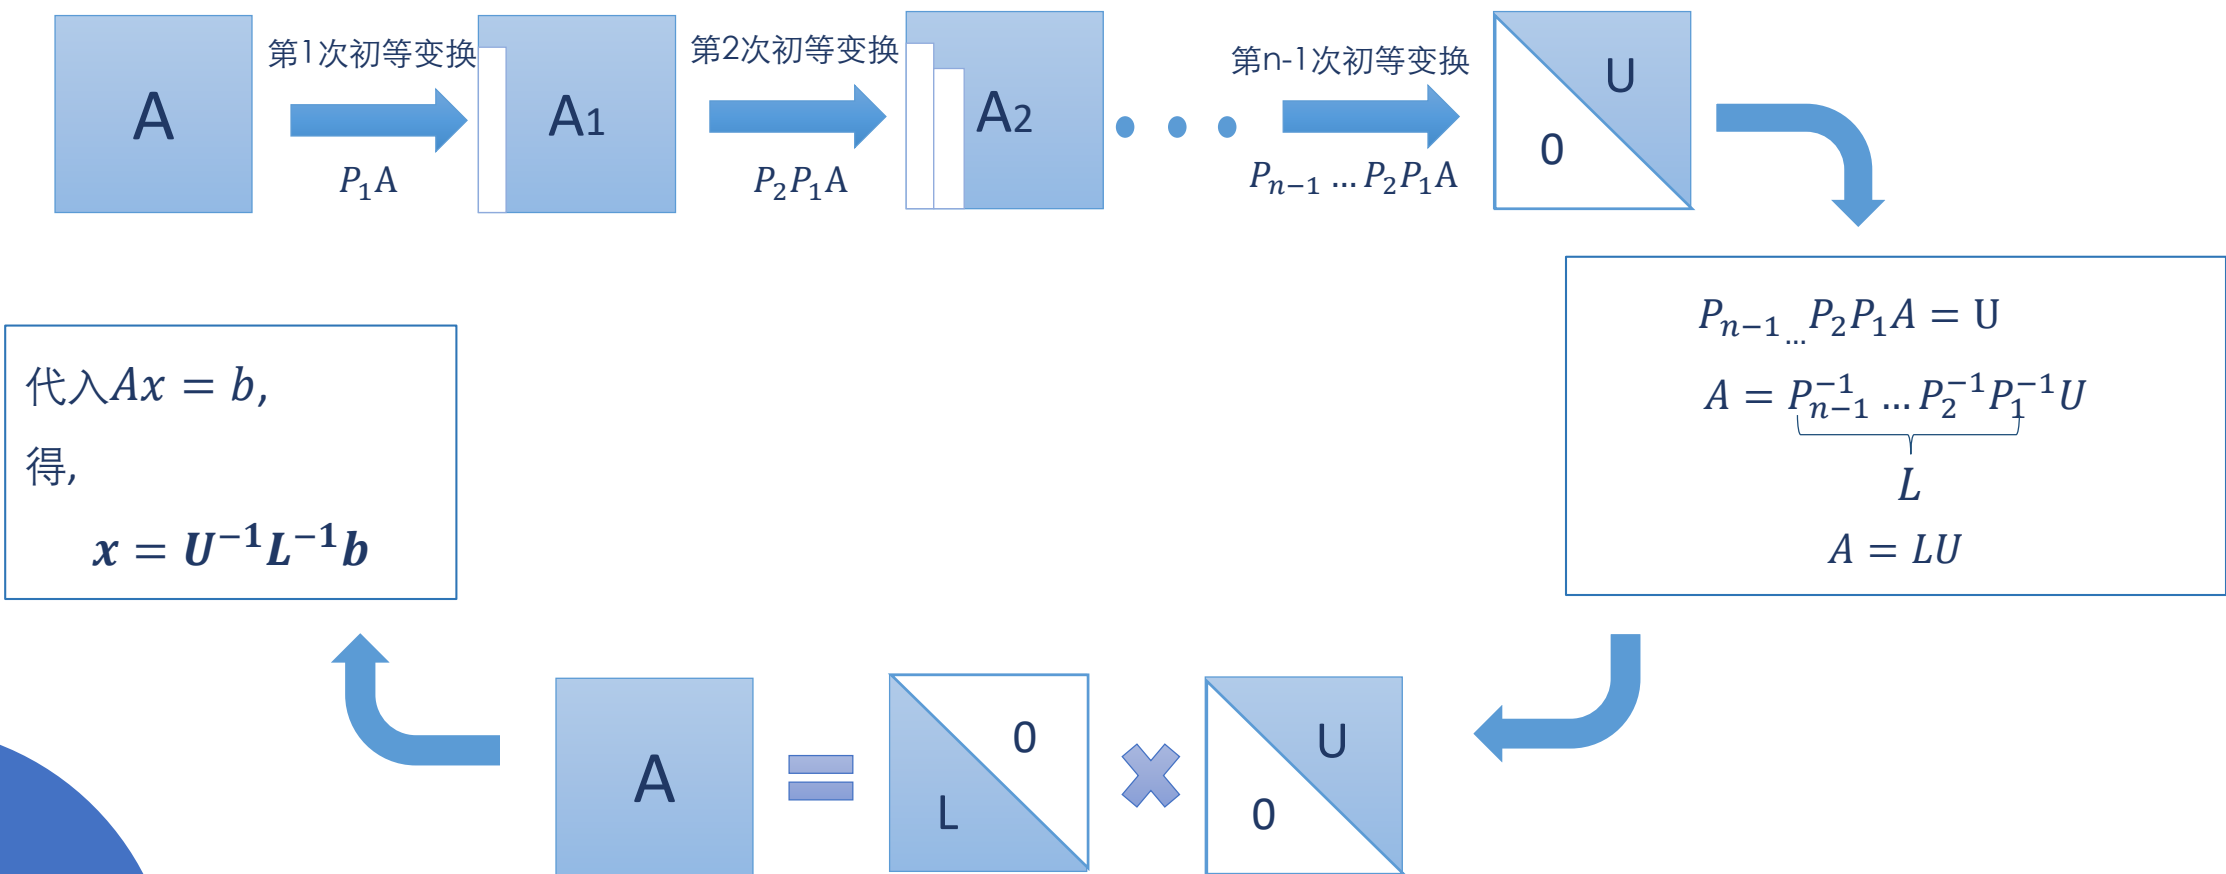 A
第1次初等变换
P₁A
A1
第2次初等变换
P₂P₁A
A2
• • •
第n-1次初等变换
Pₙ₋₁ … P₂P₁A
U
0
Pₙ₋₁ … P₂P₁A = U
A = Pₙ₋₁⁻¹ … P₂⁻¹P₁⁻¹U
L
A = LU
代入Ax = b,
得,
x = U⁻¹L⁻¹b
A
=
0
L
×
U
0